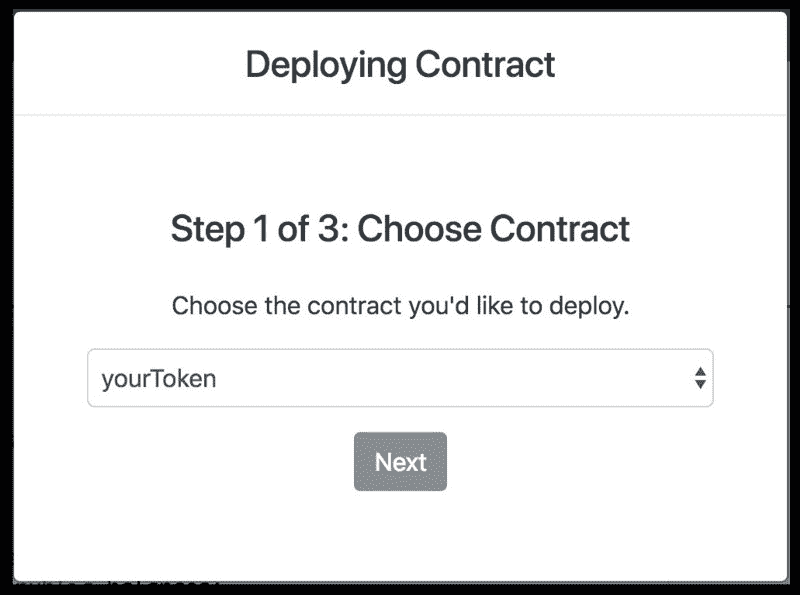 Deploying Contract
Step 1 of 3: Choose Contract
Choose the contract you'd like to deploy.
yourToken
Next